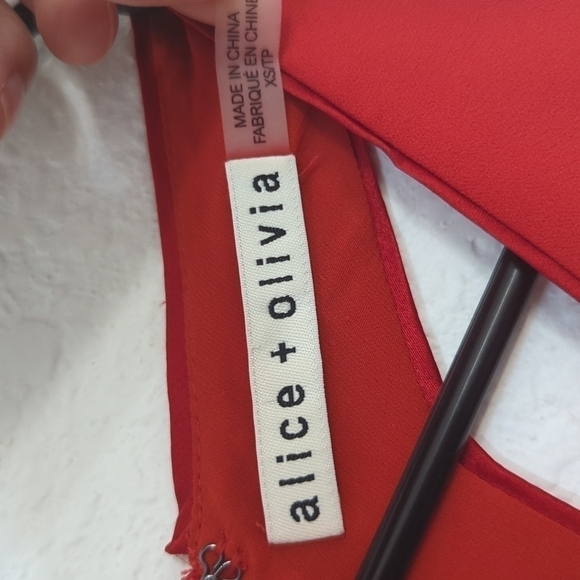 MADE IN CHINA
FABRIQUÉ EN CHINE
XS/TP
alice + olivia